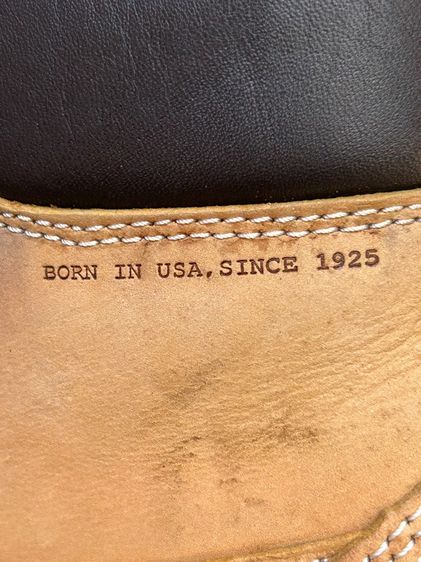 BORN IN USA, SINCE 1925